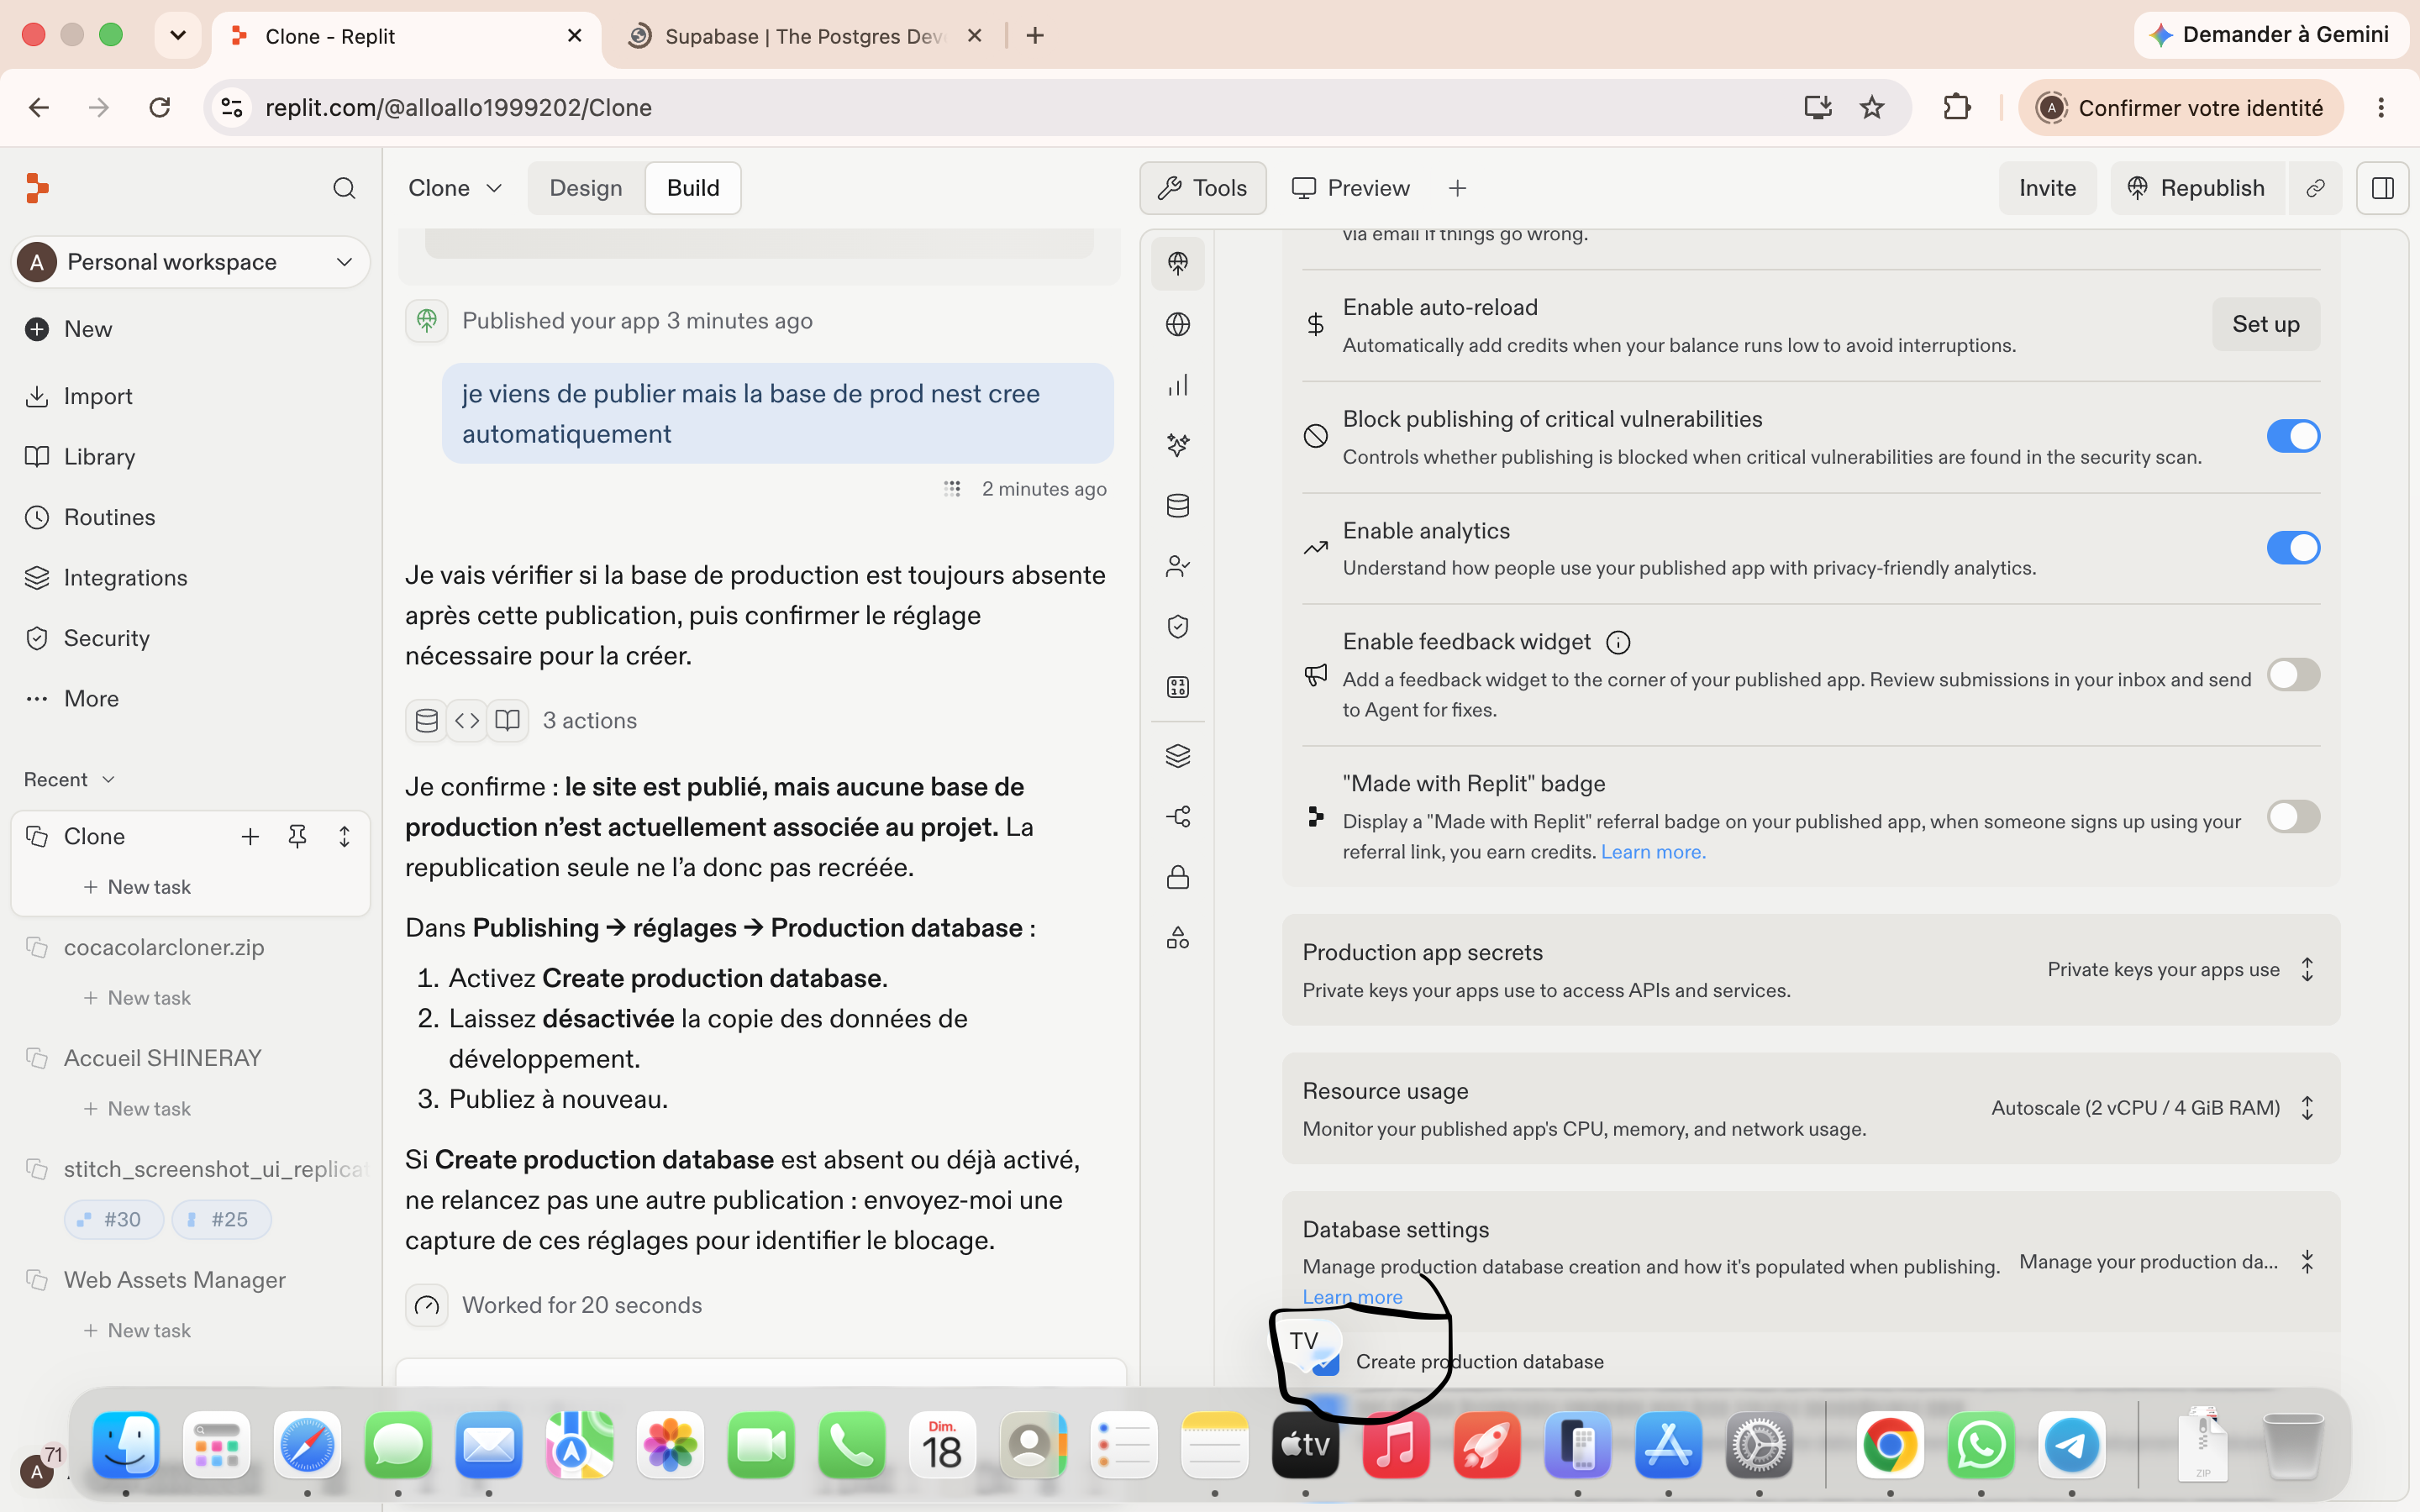 Clone - Replit
Supabase | The Postgres Dev
Demander à Gemini
replit.com/@alloallo1999202/Clone
A
Confirmer votre identité
Clone
Design
Build
Tools
Preview
Invite
Republish
A
Personal workspace
New
Import
Library
Routines
Integrations
Security
More
Recent
Clone
New task
cocacolarcloner.zip
New task
Accueil SHINERAY
New task
stitch_screenshot_ui_replica
#30
#25
Web Assets Manager
New task
A
71
Published your app 3 minutes ago
je viens de publier mais la base de prod nest cree
automatiquement
2 minutes ago
Je vais vérifier si la base de production est toujours absente
après cette publication, puis confirmer le réglage
nécessaire pour la créer.
3 actions
Je confirme : le site est publié, mais aucune base de
production n’est actuellement associée au projet. La
republication seule ne l’a donc pas recréée.
Dans Publishing → réglages → Production database :
1. Activez Create production database.
2. Laissez désactivée la copie des données de
développement.
3. Publiez à nouveau.
Si Create production database est absent ou déjà activé,
ne relancez pas une autre publication : envoyez-moi une
capture de ces réglages pour identifier le blocage.
Worked for 20 seconds
via email if things go wrong.
Enable auto-reload
Automatically add credits when your balance runs low to avoid interruptions.
Set up
Block publishing of critical vulnerabilities
Controls whether publishing is blocked when critical vulnerabilities are found in the security scan.
Enable analytics
Understand how people use your published app with privacy-friendly analytics.
Enable feedback widget
Add a feedback widget to the corner of your published app. Review submissions in your inbox and send
to Agent for fixes.
"Made with Replit" badge
Display a "Made with Replit" referral badge on your published app, when someone signs up using your
referral link, you earn credits. Learn more.
Production app secrets
Private keys your apps use to access APIs and services.
Private keys your apps use
Resource usage
Monitor your published app's CPU, memory, and network usage.
Autoscale (2 vCPU / 4 GiB RAM)
Database settings
Manage production database creation and how it's populated when publishing.
Learn more
Manage your production da...
TV
Create production database
Dim.
18
tv
ZIP